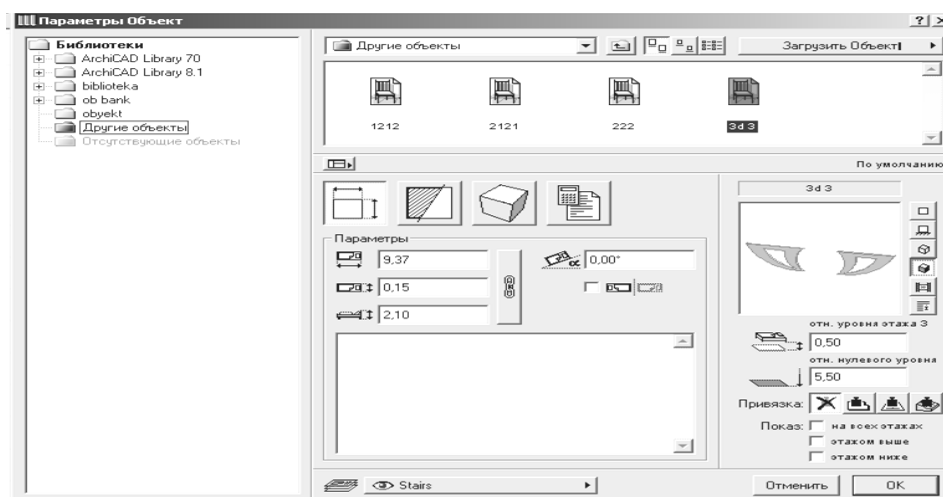 Параметры Объект
Библиотеки
ArchiCAD Library 70
ArchiCAD Library 8.1
biblioteka
ob bank
obyekt
Другие объекты
Отсутствующие объекты
Другие объекты
Загрузить Объект
1212
2121
222
3d 3
По умолчанию
3d 3
Параметры
9,37
0,00°
0,15
2,10
α
отн. уровня этажа 3
0,50
отн. нулевого уровня
5,50
Привязка:
Показ:
на всех этажах
этажом выше
этажом ниже
Stairs
Отменить
OK